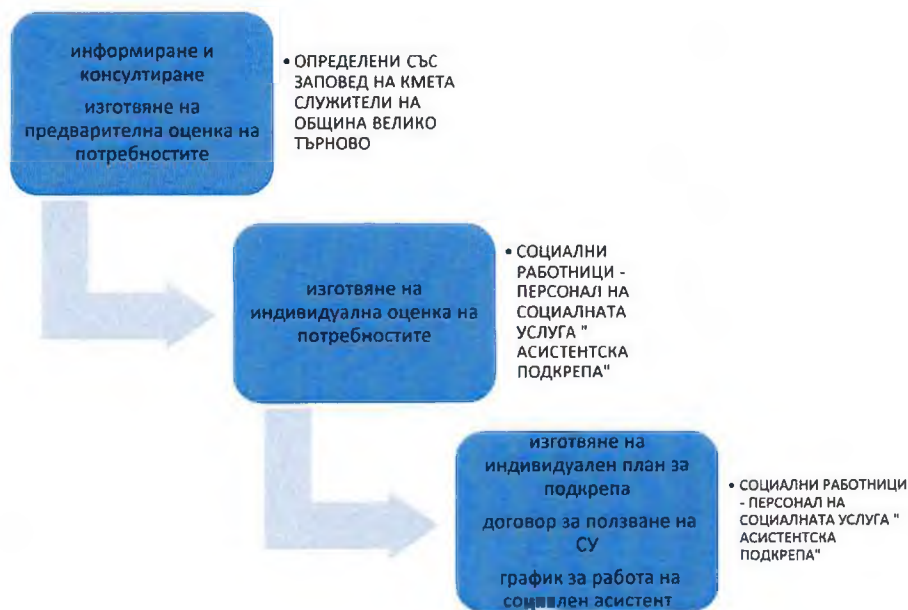 информиране и
консултиране
изготвяне на
предварителна оценка на
потребностите
• ОПРЕДЕЛЕНИ СЪС
ЗАПОВЕД НА КМЕТА
СЛУЖИТЕЛИ НА
ОБЩИНА ВЕЛИКО
ТЪРНОВО
изготвяне на
индивидуална оценка на
потребностите
• СОЦИАЛНИ
РАБОТНИЦИ -
ПЕРСОНАЛ НА
СОЦИАЛНАТА
УСЛУГА "
АСИСТЕНТСКА
ПОДКРЕПА"
изготвяне на
индивидуален план за
подкрепа
договор за ползване на
СУ
график за работа на
социален асистент
• СОЦИАЛНИ РАБОТНИЦИ
- ПЕРСОНАЛ НА
СОЦИАЛНАТА УСЛУГА "
АСИСТЕНТСКА
ПОДКРЕПА"